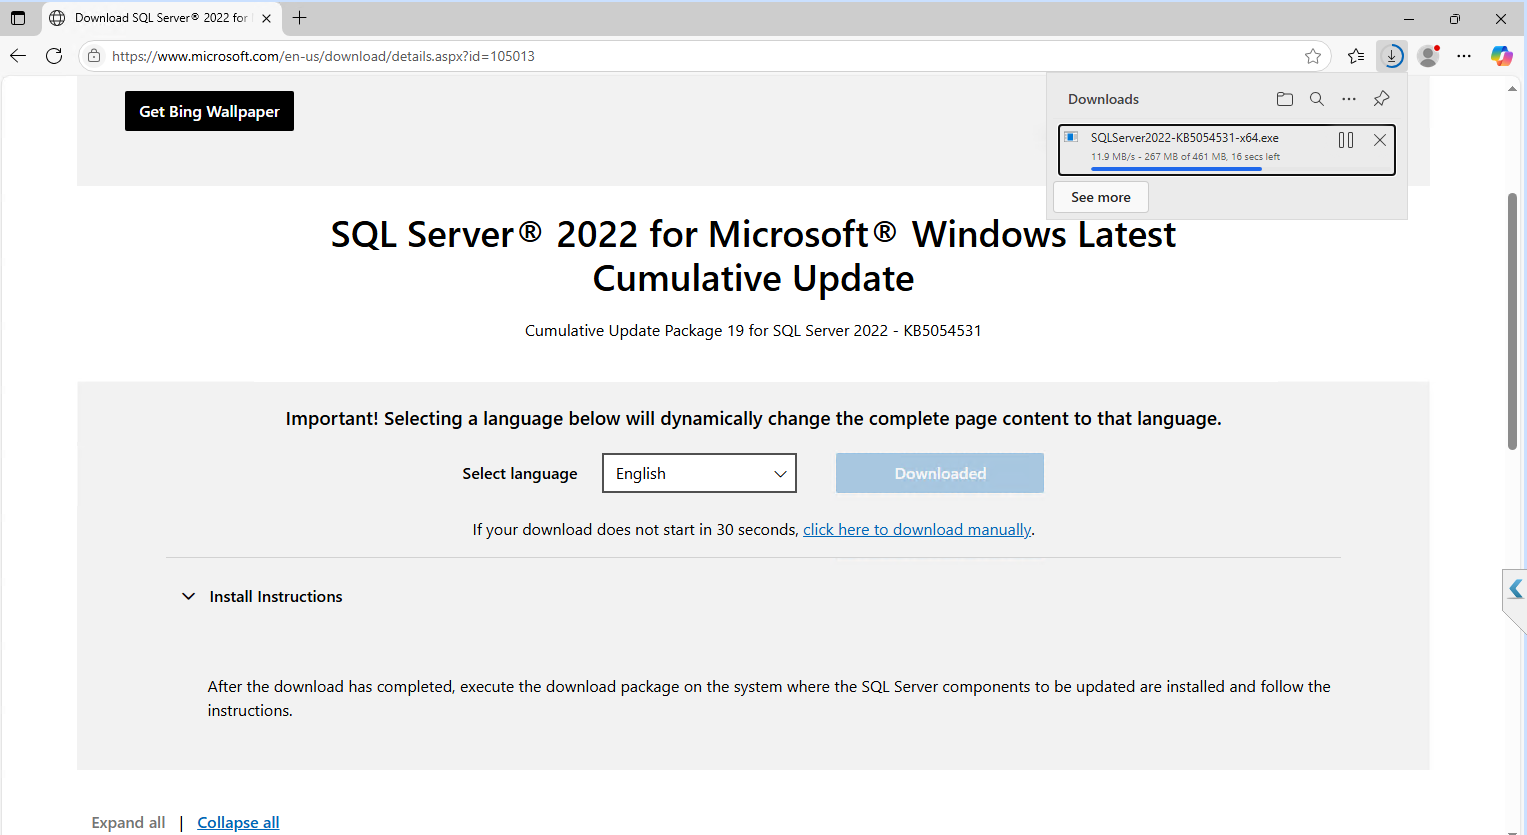 Download SQL Server® 2022 for
https://www.microsoft.com/en-us/download/details.aspx?id=105013
Get Bing Wallpaper
Downloads
SQLServer2022-KB5054531-x64.exe
11.9 MB/s - 267 MB of 461 MB, 16 secs left
See more
SQL Server® 2022 for Microsoft® Windows Latest
Cumulative Update
Cumulative Update Package 19 for SQL Server 2022 - KB5054531
Important! Selecting a language below will dynamically change the complete page content to that language.
Select language English Downloaded
If your download does not start in 30 seconds, click here to download manually.
Install Instructions
After the download has completed, execute the download package on the system where the SQL Server components to be updated are installed and follow the
instructions.
Expand all | Collapse all